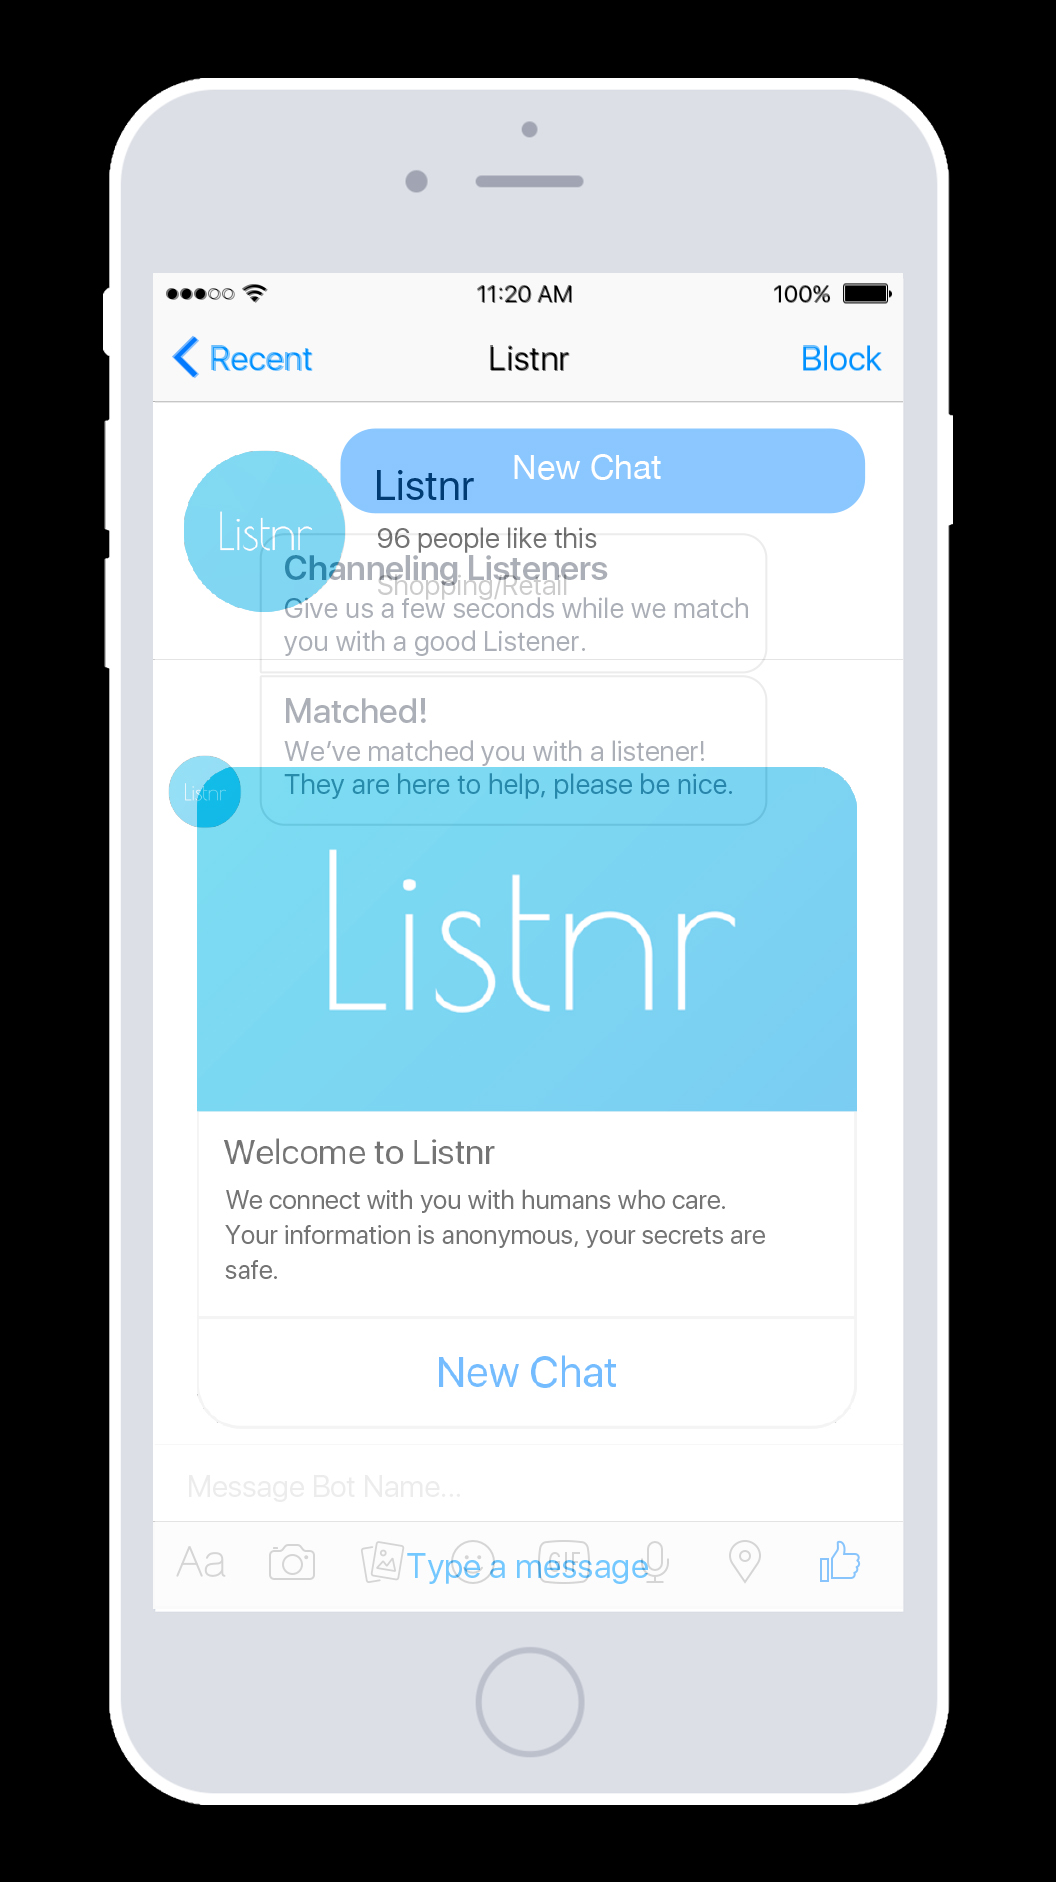 11:20 AM
100%
Recent
Listnr
Block
New Chat
Listnr
Listnr
96 people like this
Channeling Listeners
Shopping/Retail
Give us a few seconds while we match
you with a good Listener.
Matched!
We’ve matched you with a listener!
They are here to help, please be nice.
Listnr
Listnr
Welcome to Listnr
We connect with you with humans who care.
Your information is anonymous, your secrets are
safe.
New Chat
Message Bot Name...
Aa
GIF
Type a message